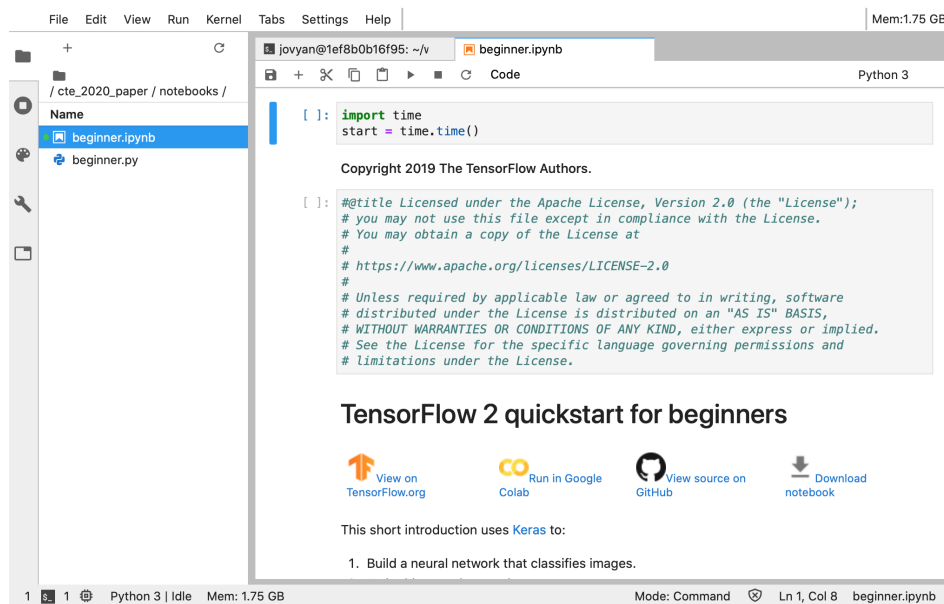 File Edit View Run Kernel Tabs Settings Help
Mem:1.75 GB
jovyan@1ef8b0b16f95: ~/
beginner.ipynb
Code
Python 3
/ cte_2020_paper / notebooks /
Name
beginner.ipynb
beginner.py
[ ]: import time
start = time.time()
Copyright 2019 The TensorFlow Authors.
[ ]: #@title Licensed under the Apache License, Version 2.0 (the "License");
# you may not use this file except in compliance with the License.
# You may obtain a copy of the License at
#
# https://www.apache.org/licenses/LICENSE-2.0
#
# Unless required by applicable law or agreed to in writing, software
# distributed under the License is distributed on an "AS IS" BASIS,
# WITHOUT WARRANTIES OR CONDITIONS OF ANY KIND, either express or implied.
# See the License for the specific language governing permissions and
# limitations under the License.
TensorFlow 2 quickstart for beginners
View on
TensorFlow.org
Run in Google
Colab
View source on
GitHub
Download
notebook
This short introduction uses Keras to:
1. Build a neural network that classifies images.
1 $_ 1 Python 3 | Idle Mem: 1.75 GB Mode: Command Ln 1, Col 8 beginner.ipynb